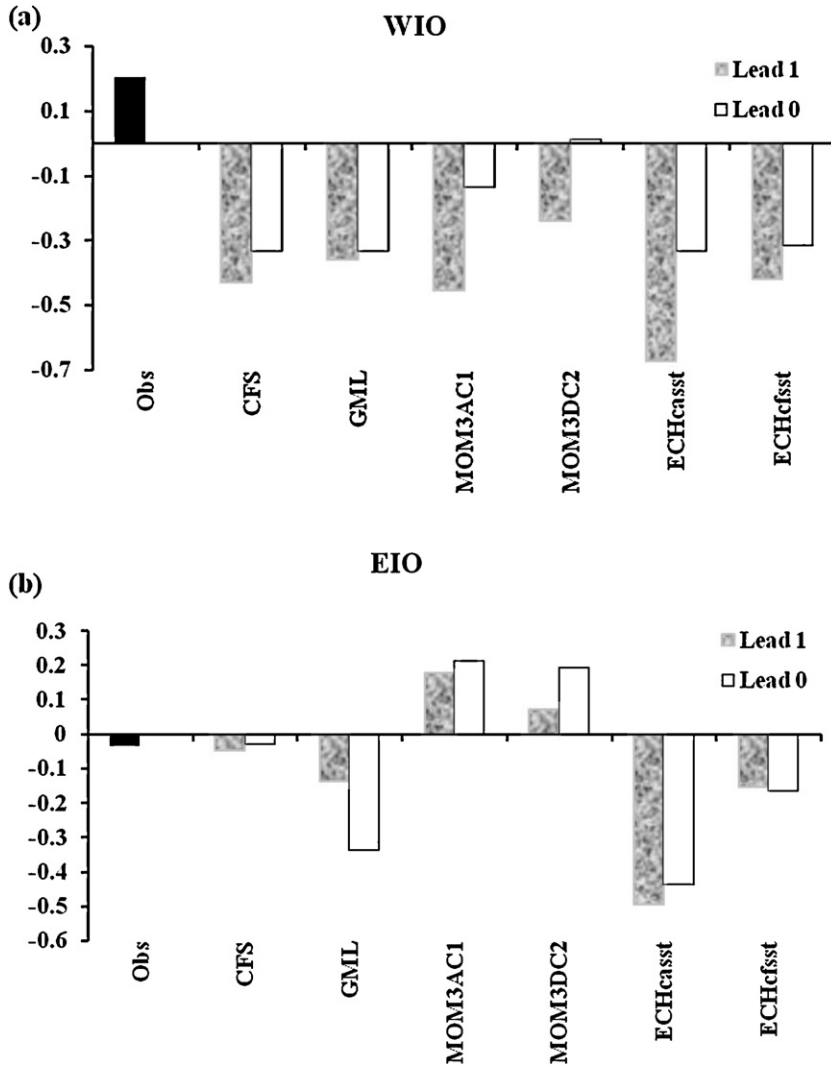 (a)
WIO
0.3
0.1
-0.1
-0.3
-0.5
-0.7
Lead 1
Lead 0
Obs
CFS
GML
MOM3AC1
MOM3DC2
ECHcasst
ECHcfsst
(b)
EIO
0.3
0.2
0.1
0
-0.1
-0.2
-0.3
-0.4
-0.5
-0.6
Lead 1
Lead 0
Obs
CFS
GML
MOM3AC1
MOM3DC2
ECHcasst
ECHcfsst